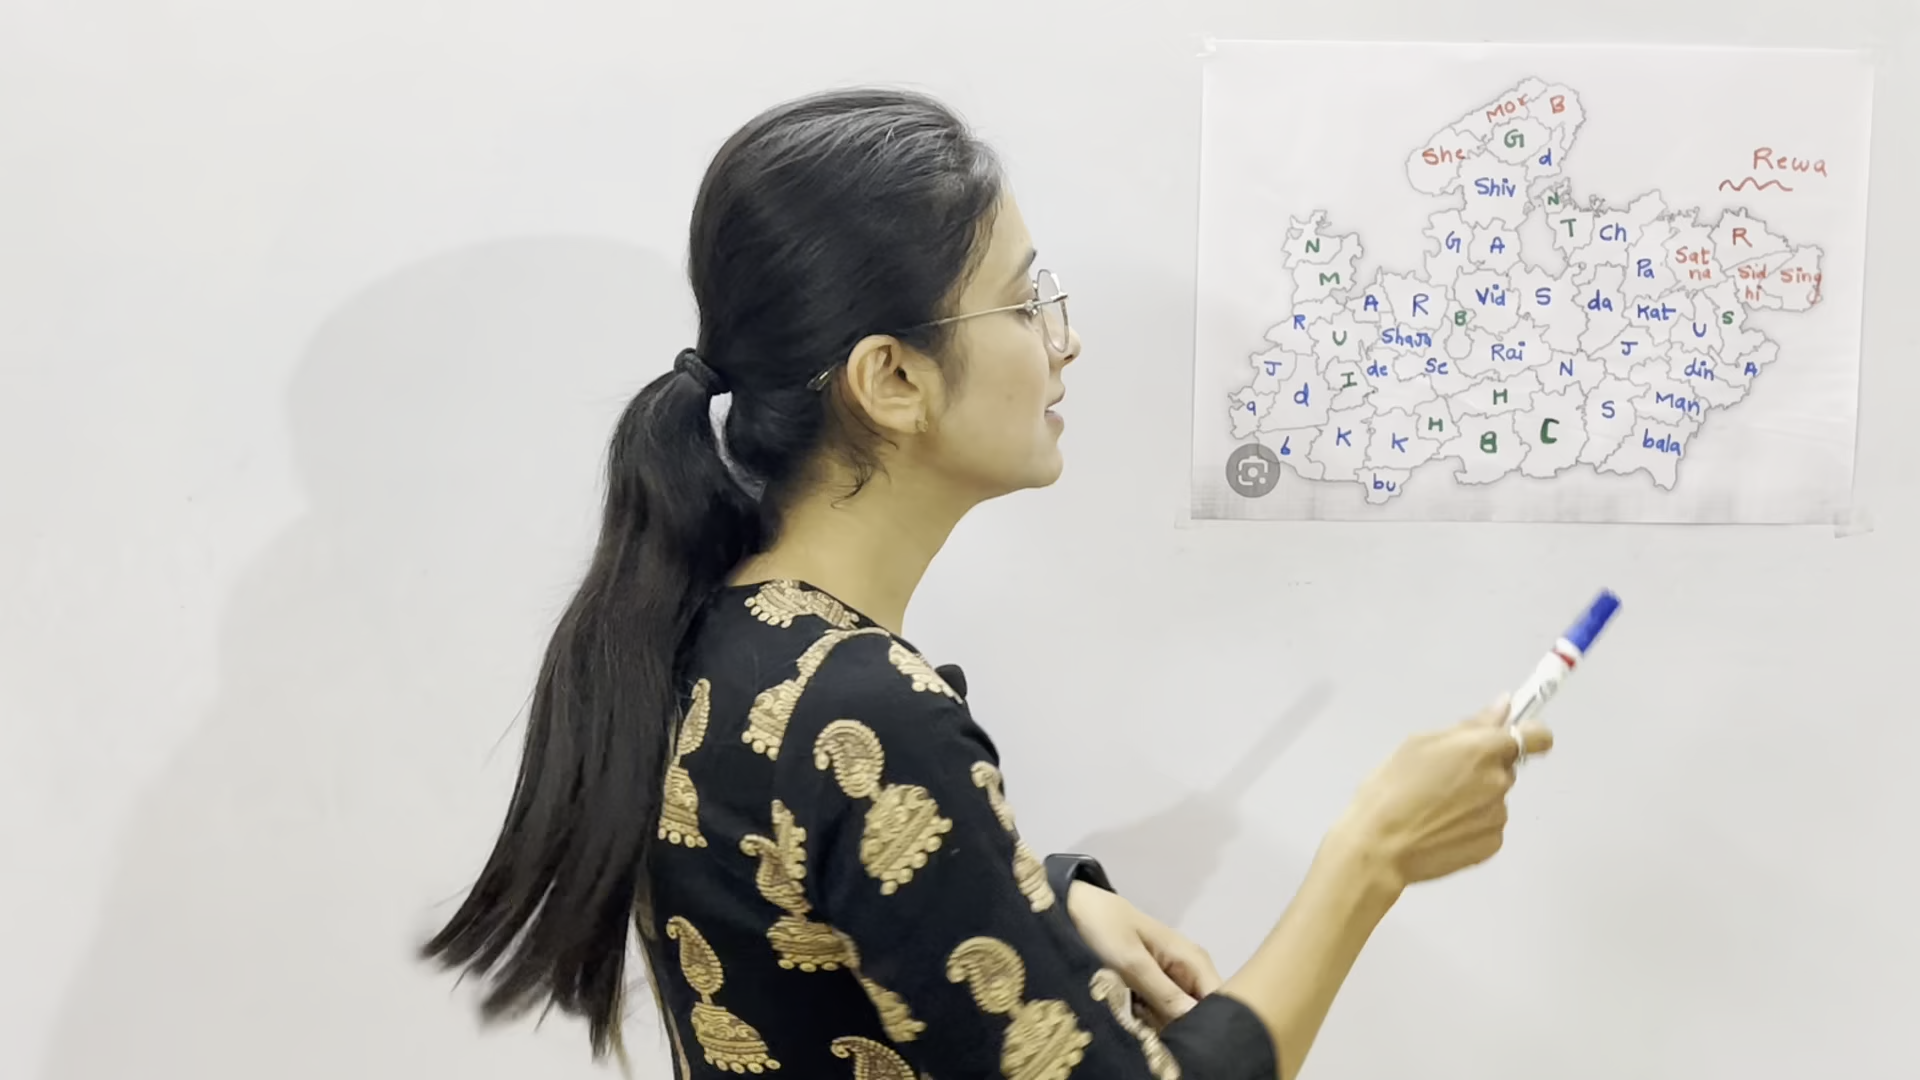 Mor B
G
She d
Shiv
Rewa
N
T Ch
R
N G A
Sat
na
Pa
Sid
hi
Sing
M
A R Vid S da Kat
R B U S
U Shaja
Rai J
J de Se N din A
I
d H Man
a S
K K H B C bala
b
bu